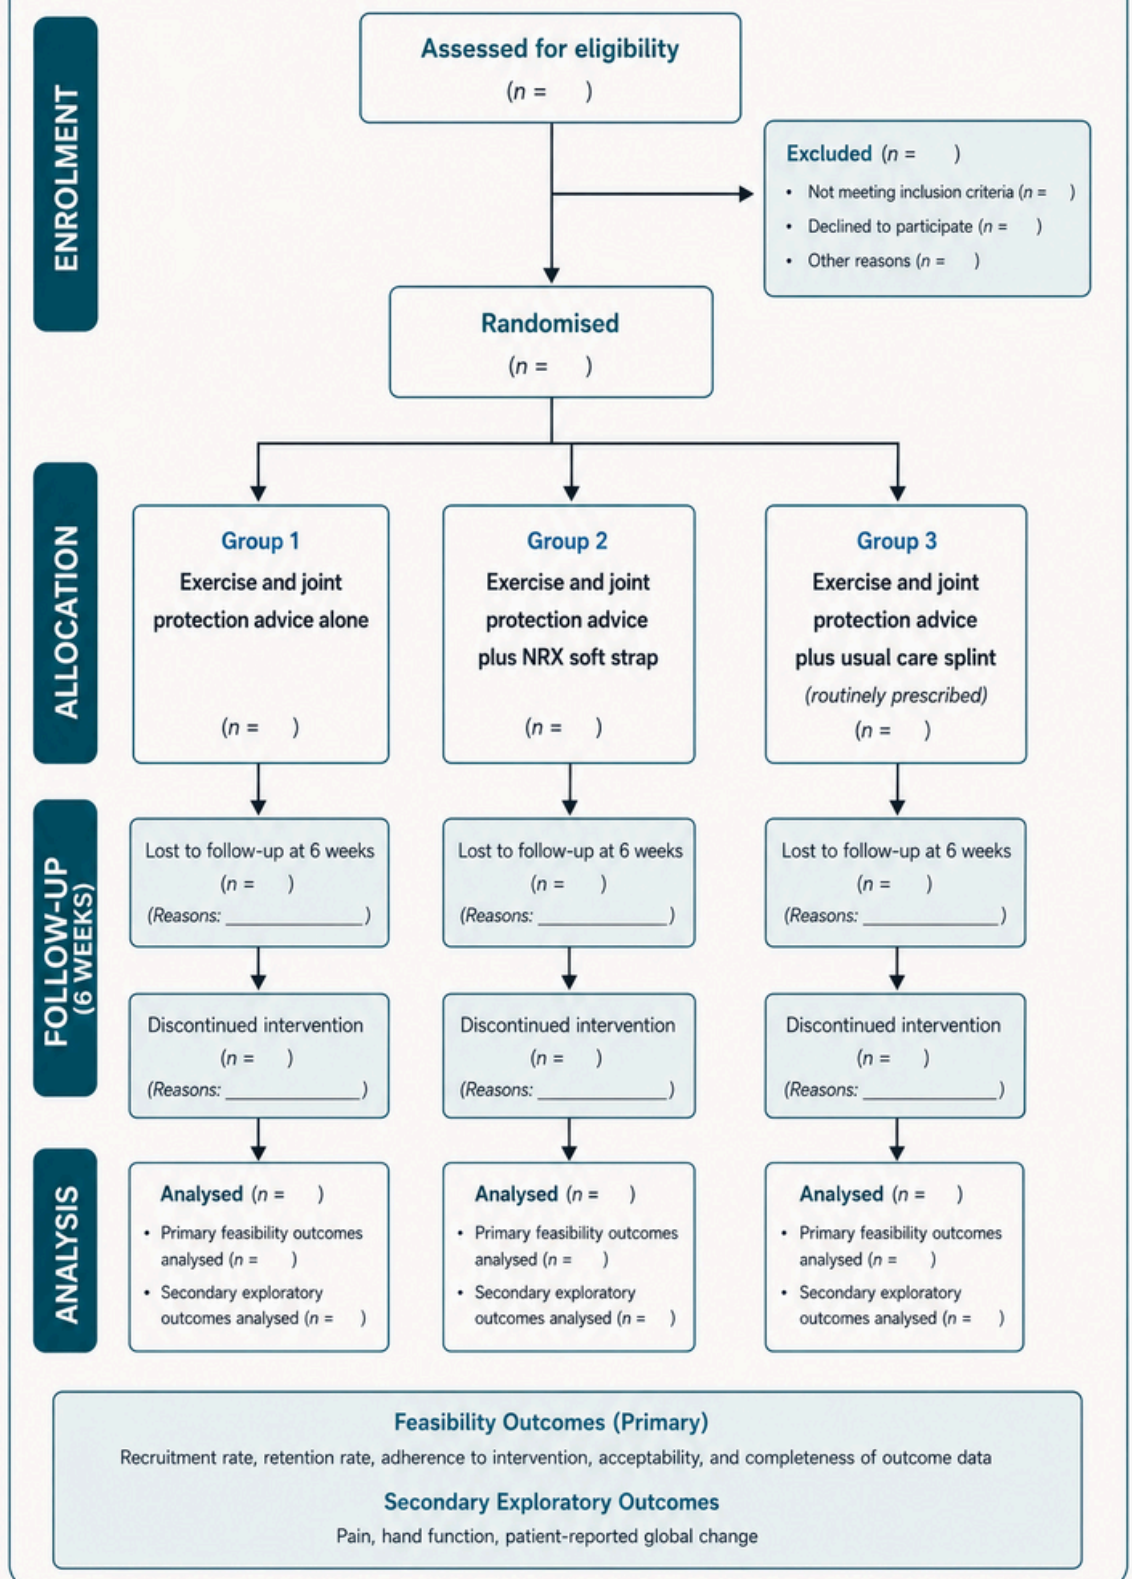 ENROLMENT
Assessed for eligibility
(n = )
Excluded (n = )
• Not meeting inclusion criteria (n = )
• Declined to participate (n = )
• Other reasons (n = )
Randomised
(n = )
ALLOCATION
Group 1
Exercise and joint
protection advice alone
(n = )
Group 2
Exercise and joint
protection advice
plus NRX soft strap
(n = )
Group 3
Exercise and joint
protection advice
plus usual care splint
(routinely prescribed)
(n = )
FOLLOW-UP
(6 WEEKS)
Lost to follow-up at 6 weeks
(n = )
(Reasons: ______________)
Lost to follow-up at 6 weeks
(n = )
(Reasons: ______________)
Lost to follow-up at 6 weeks
(n = )
(Reasons: ______________)
Discontinued intervention
(n = )
(Reasons: ______________)
Discontinued intervention
(n = )
(Reasons: ______________)
Discontinued intervention
(n = )
(Reasons: ______________)
ANALYSIS
Analysed (n = )
• Primary feasibility outcomes
analysed (n = )
• Secondary exploratory
outcomes analysed (n = )
Analysed (n = )
• Primary feasibility outcomes
analysed (n = )
• Secondary exploratory
outcomes analysed (n = )
Analysed (n = )
• Primary feasibility outcomes
analysed (n = )
• Secondary exploratory
outcomes analysed (n = )
Feasibility Outcomes (Primary)
Recruitment rate, retention rate, adherence to intervention, acceptability, and completeness of outcome data
Secondary Exploratory Outcomes
Pain, hand function, patient-reported global change